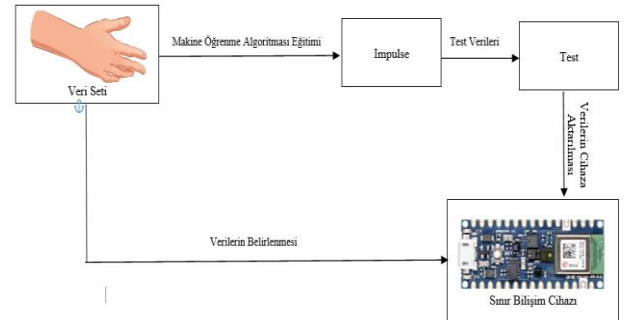 Makine Öğrenme Algoritması Eğitimi
Test Verileri
Impulse
Test
Veri Seti
Verilerin Cihaza
Aktarılması
Verilerin Belirlenmesi
Sınır Bilişim Cihazı